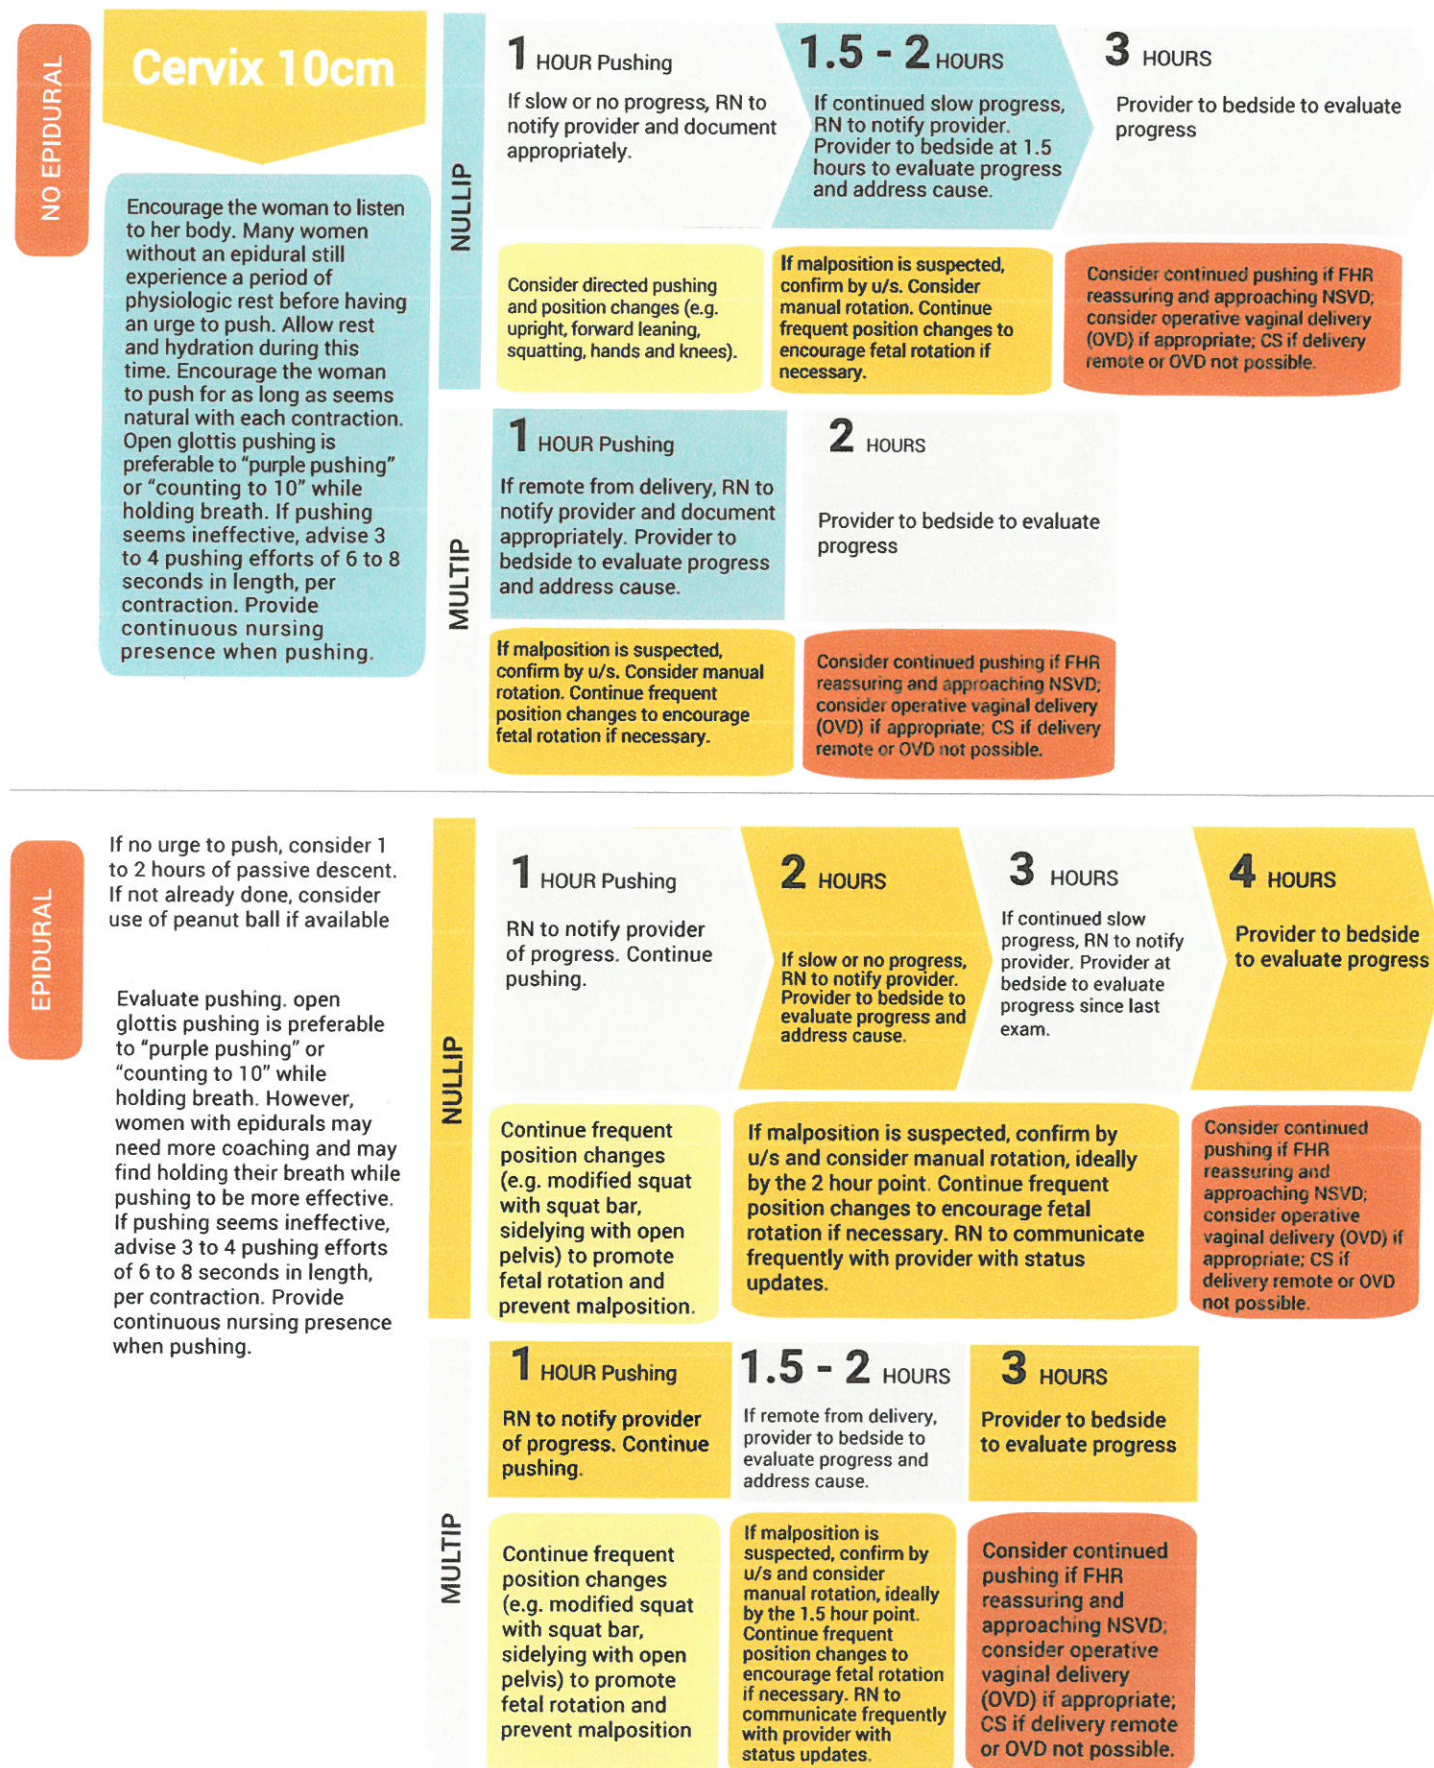 NO EPIDURAL
Cervix 10cm
Encourage the woman to listen
to her body. Many women
without an epidural still
experience a period of
physiologic rest before having
an urge to push. Allow rest
and hydration during this
time. Encourage the woman
to push for as long as seems
natural with each contraction.
Open glottis pushing is
preferable to “purple pushing”
or “counting to 10” while
holding breath. If pushing
seems ineffective, advise 3
to 4 pushing efforts of 6 to 8
seconds in length, per
contraction. Provide
continuous nursing
presence when pushing.
NULLIP
1 HOUR Pushing
If slow or no progress, RN to
notify provider and document
appropriately.
1.5 - 2 HOURS
If continued slow progress,
RN to notify provider.
Provider to bedside at 1.5
hours to evaluate progress
and address cause.
3 HOURS
Provider to bedside to evaluate
progress
Consider directed pushing
and position changes (e.g.
upright, forward leaning,
squatting, hands and knees).
If malposition is suspected,
confirm by u/s. Consider
manual rotation. Continue
frequent position changes to
encourage fetal rotation if
necessary.
Consider continued pushing if FHR
reassuring and approaching NSVD;
consider operative vaginal delivery
(OVD) if appropriate; CS if delivery
remote or OVD not possible.
MULTIP
1 HOUR Pushing
If remote from delivery, RN to
notify provider and document
appropriately. Provider to
bedside to evaluate progress
and address cause.
2 HOURS
Provider to bedside to evaluate
progress
If malposition is suspected,
confirm by u/s. Consider manual
rotation. Continue frequent
position changes to encourage
fetal rotation if necessary.
Consider continued pushing if FHR
reassuring and approaching NSVD;
consider operative vaginal delivery
(OVD) if appropriate; CS if delivery
remote or OVD not possible.
EPIDURAL
If no urge to push, consider 1
to 2 hours of passive descent.
If not already done, consider
use of peanut ball if available
Evaluate pushing. open
glottis pushing is preferable
to “purple pushing” or
“counting to 10” while
holding breath. However,
women with epidurals may
need more coaching and may
find holding their breath while
pushing to be more effective.
If pushing seems ineffective,
advise 3 to 4 pushing efforts
of 6 to 8 seconds in length,
per contraction. Provide
continuous nursing presence
when pushing.
NULLIP
1 HOUR Pushing
RN to notify provider
of progress. Continue
pushing.
2 HOURS
If slow or no progress,
RN to notify provider.
Provider to bedside to
evaluate progress and
address cause.
3 HOURS
If continued slow
progress, RN to notify
provider. Provider at
bedside to evaluate
progress since last
exam.
4 HOURS
Provider to bedside
to evaluate progress
Continue frequent
position changes
(e.g. modified squat
with squat bar,
sidelying with open
pelvis) to promote
fetal rotation and
prevent malposition.
If malposition is suspected, confirm by
u/s and consider manual rotation, ideally
by the 2 hour point. Continue frequent
position changes to encourage fetal
rotation if necessary. RN to communicate
frequently with provider with status
updates.
Consider continued
pushing if FHR
reassuring and
approaching NSVD;
consider operative
vaginal delivery (OVD) if
appropriate; CS if
delivery remote or OVD
not possible.
MULTIP
1 HOUR Pushing
RN to notify provider
of progress. Continue
pushing.
1.5 - 2 HOURS
If remote from delivery,
provider to bedside to
evaluate progress and
address cause.
3 HOURS
Provider to bedside
to evaluate progress
Continue frequent
position changes
(e.g. modified squat
with squat bar,
sidelying with open
pelvis) to promote
fetal rotation and
prevent malposition
If malposition is
suspected, confirm by
u/s and consider
manual rotation, ideally
by the 1.5 hour point.
Continue frequent
position changes to
encourage fetal rotation
if necessary. RN to
communicate frequently
with provider with
status updates.
Consider continued
pushing if FHR
reassuring and
approaching NSVD;
consider operative
vaginal delivery
(OVD) if appropriate;
CS if delivery remote
or OVD not possible.